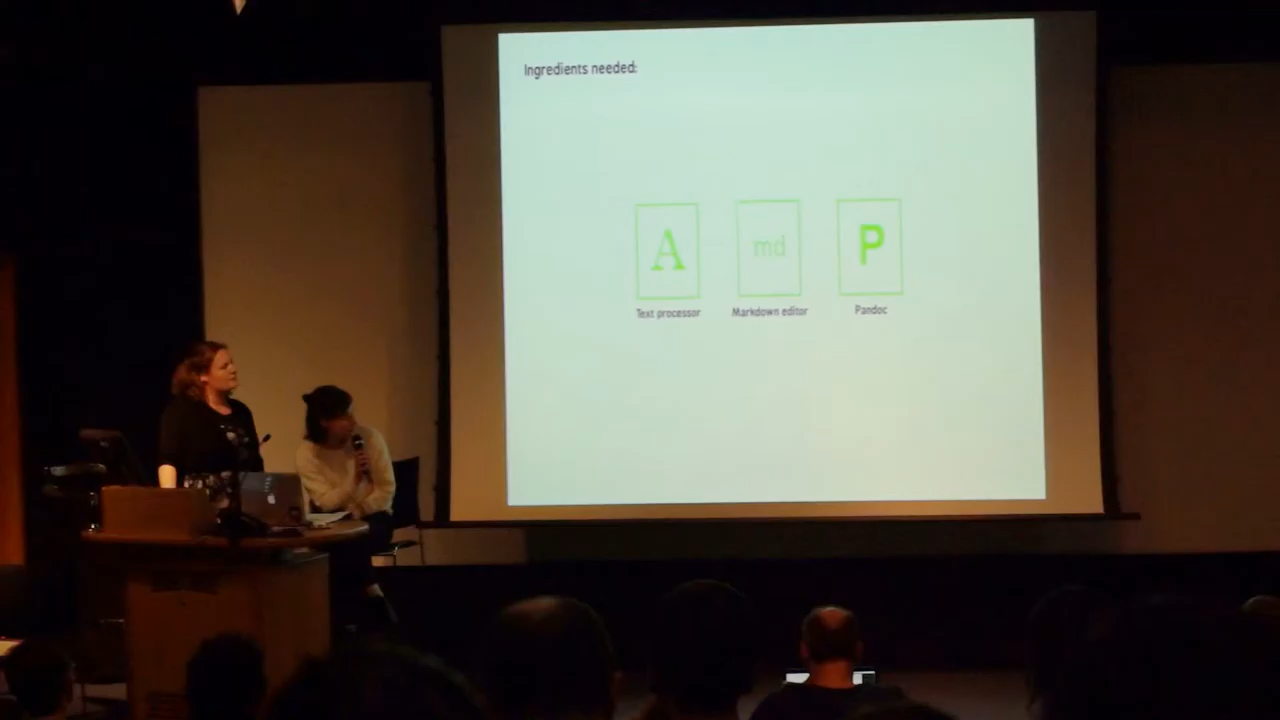 Ingredients needed:
A
md
P
Text processor
Markdown editor
Pandoc